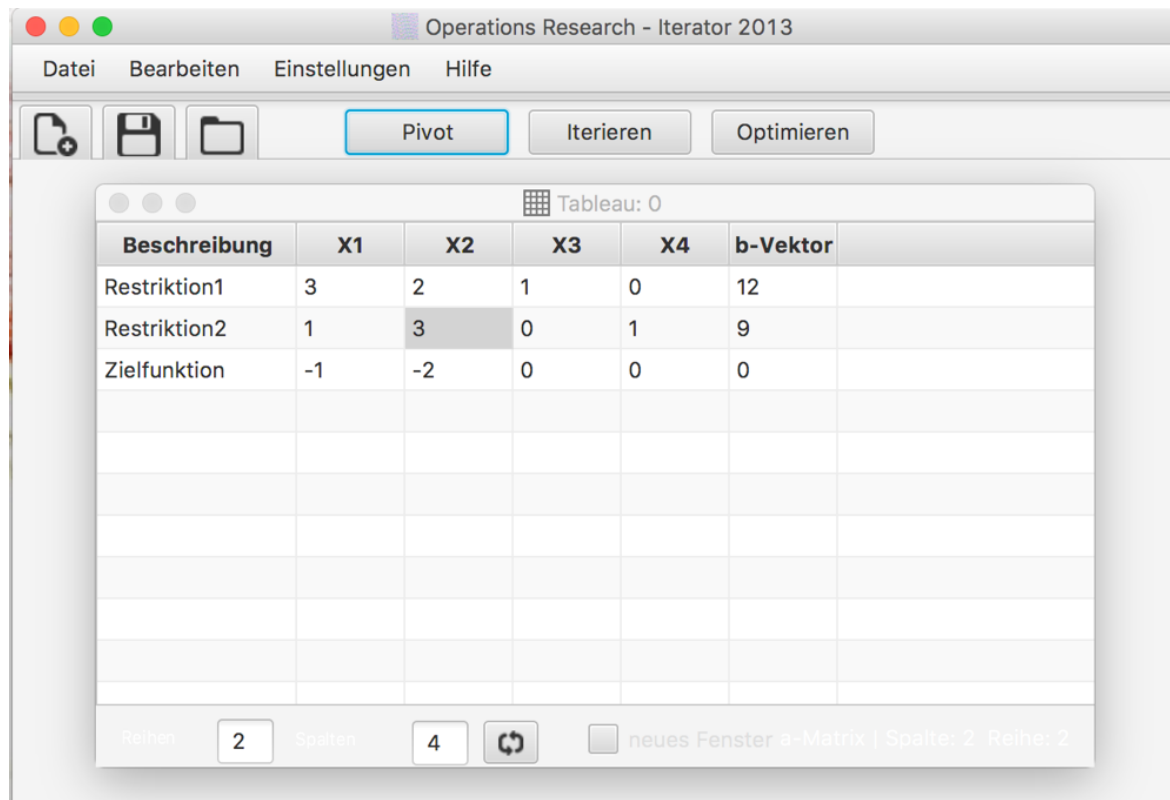 Operations Research - Iterator 2013
Datei Bearbeiten Einstellungen Hilfe
Pivot Iterieren Optimieren
Tableau: 0
Beschreibung X1 X2 X3 X4 b-Vektor
Restriktion1 3 2 1 0 12
Restriktion2 1 3 0 1 9
Zielfunktion -1 -2 0 0 0
Reihen 2 Spalten 4 neues Fenster a-Matrix | Spalte: 2 Reihe: 2